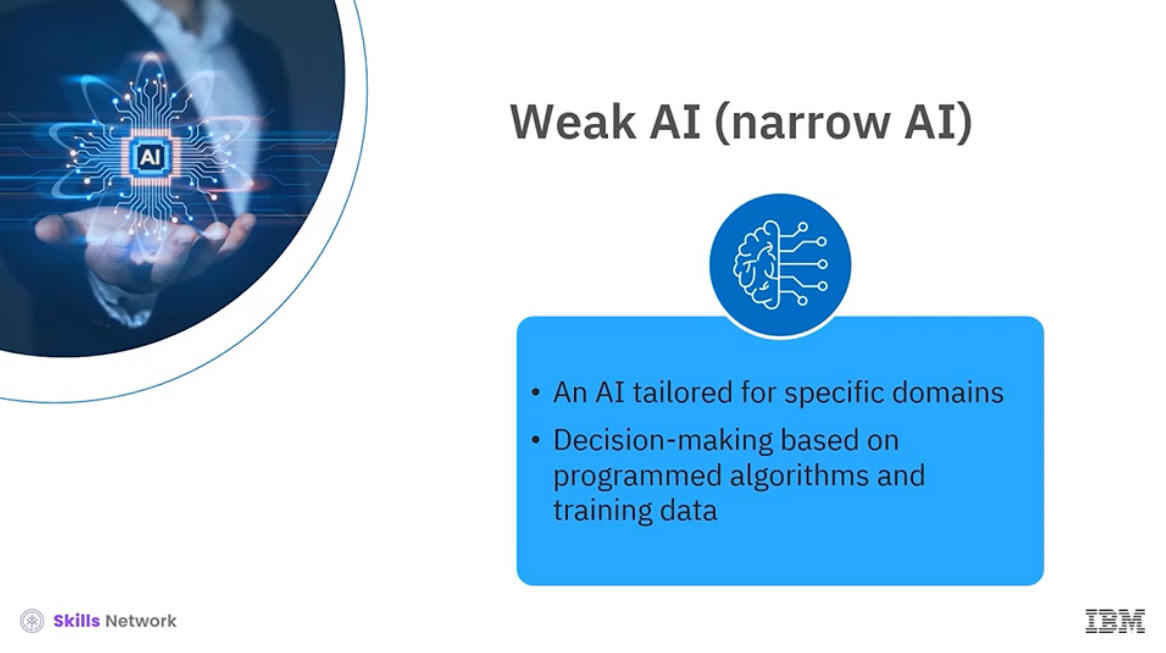 AI
Weak AI (narrow AI)
• An AI tailored for specific domains
• Decision-making based on
programmed algorithms and
training data
Skills Network
IBM